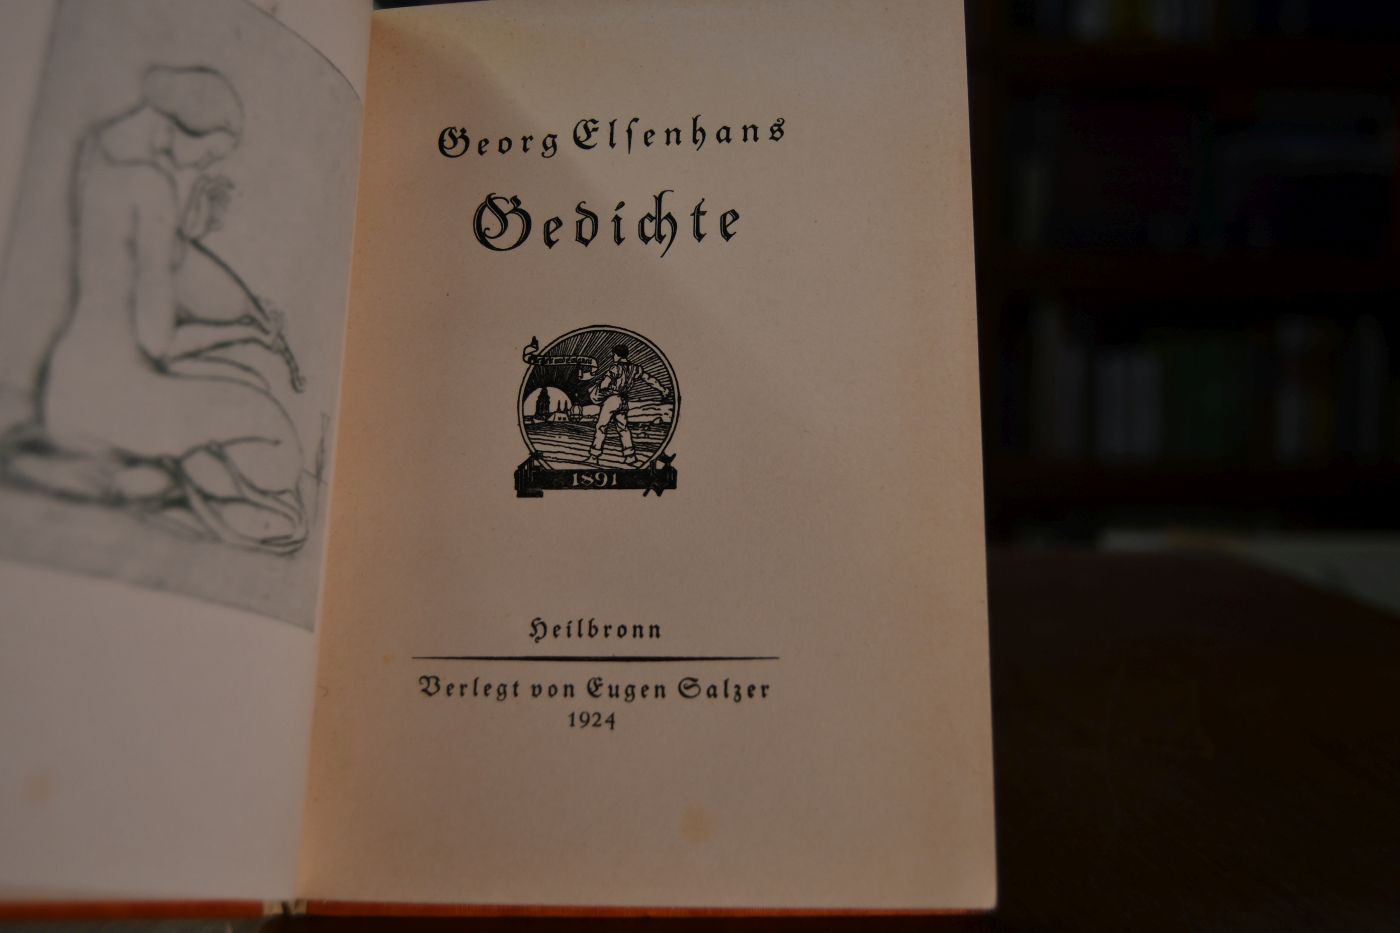 Georg Elſenhans
Gedichte
1891
Heilbronn
Verlegt von Eugen Salzer
1924